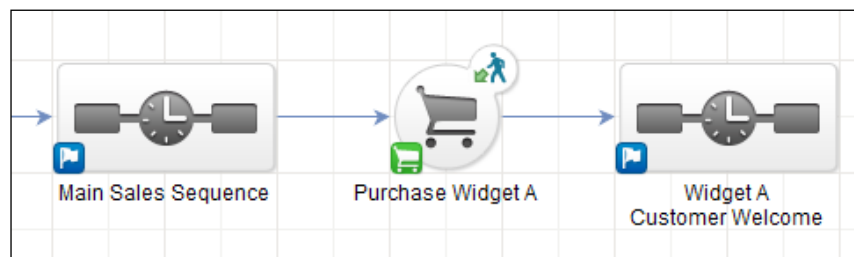 Main Sales Sequence
Purchase Widget A
Widget A
Customer Welcome